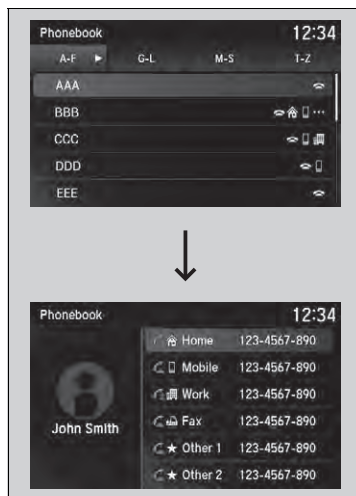 Phonebook 12:34
A-F G-L M-S T-Z
AAA
BBB
CCC
DDD
EEE
Phonebook 12:34
Home 123-4567-890
Mobile 123-4567-890
Work 123-4567-890
Fax 123-4567-890
Other 1 123-4567-890
Other 2 123-4567-890
John Smith